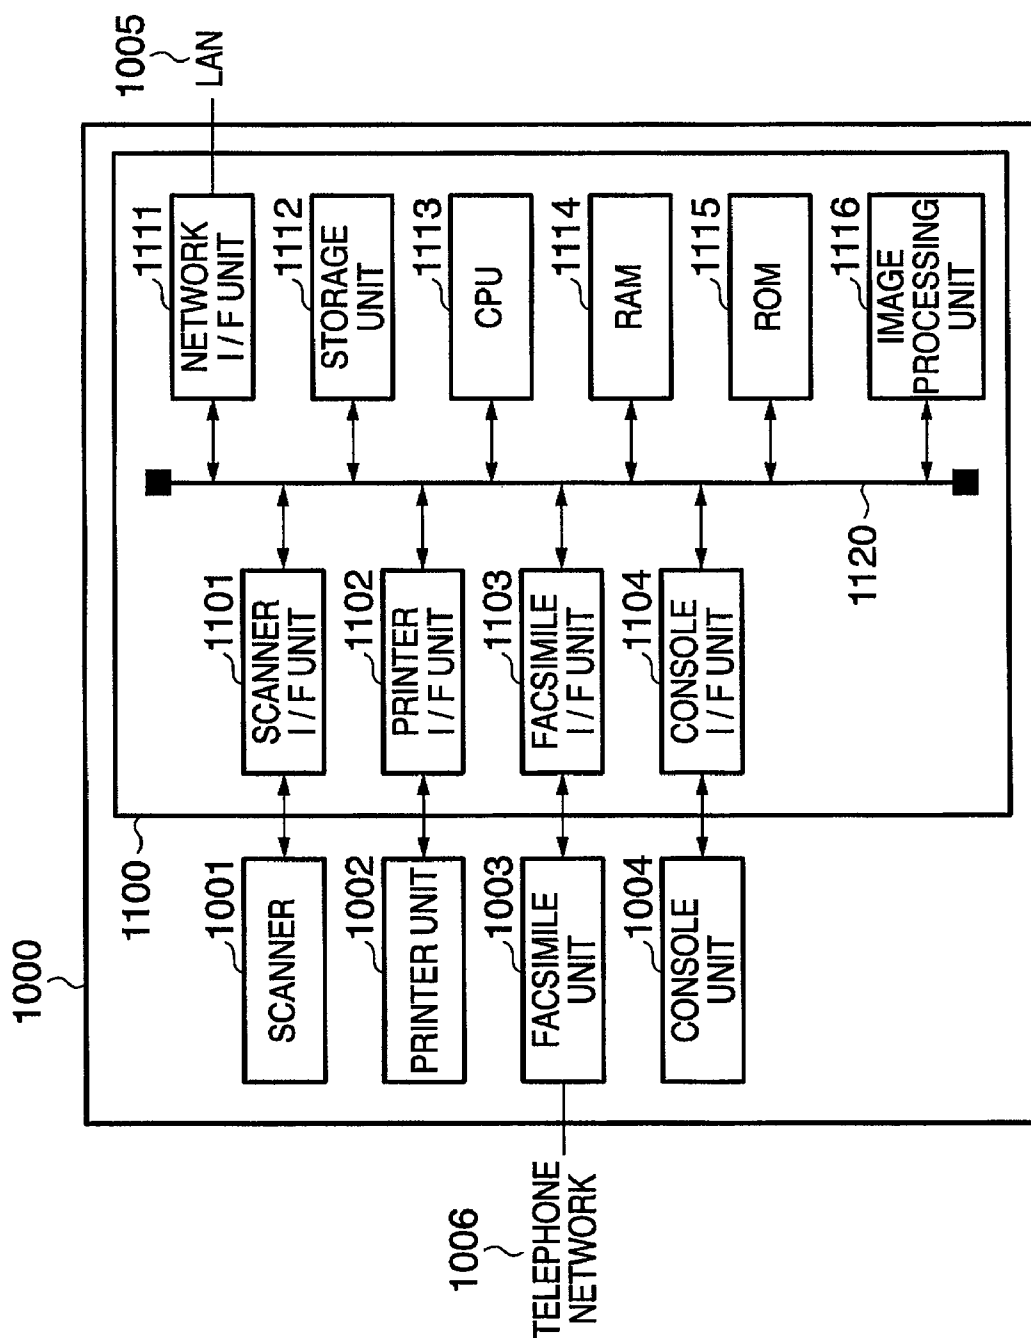 1000
1100
1001
SCANNER
1101
SCANNER
I / F UNIT
1111
NETWORK
I / F UNIT
1005
LAN
1002
PRINTER UNIT
1102
PRINTER
I / F UNIT
1112
STORAGE
UNIT
1113
CPU
1006
TELEPHONE
NETWORK
1003
FACSIMILE
UNIT
1103
FACSIMILE
I / F UNIT
1114
RAM
1004
CONSOLE
UNIT
1104
CONSOLE
I / F UNIT
1115
ROM
1120
1116
IMAGE
PROCESSING
UNIT